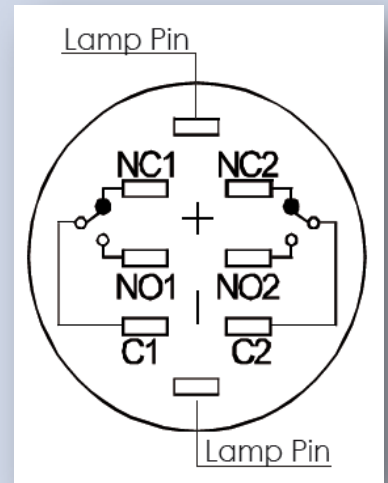 Lamp Pin
NC1 NC2
+
NO1 NO2
–
C1 C2
Lamp Pin